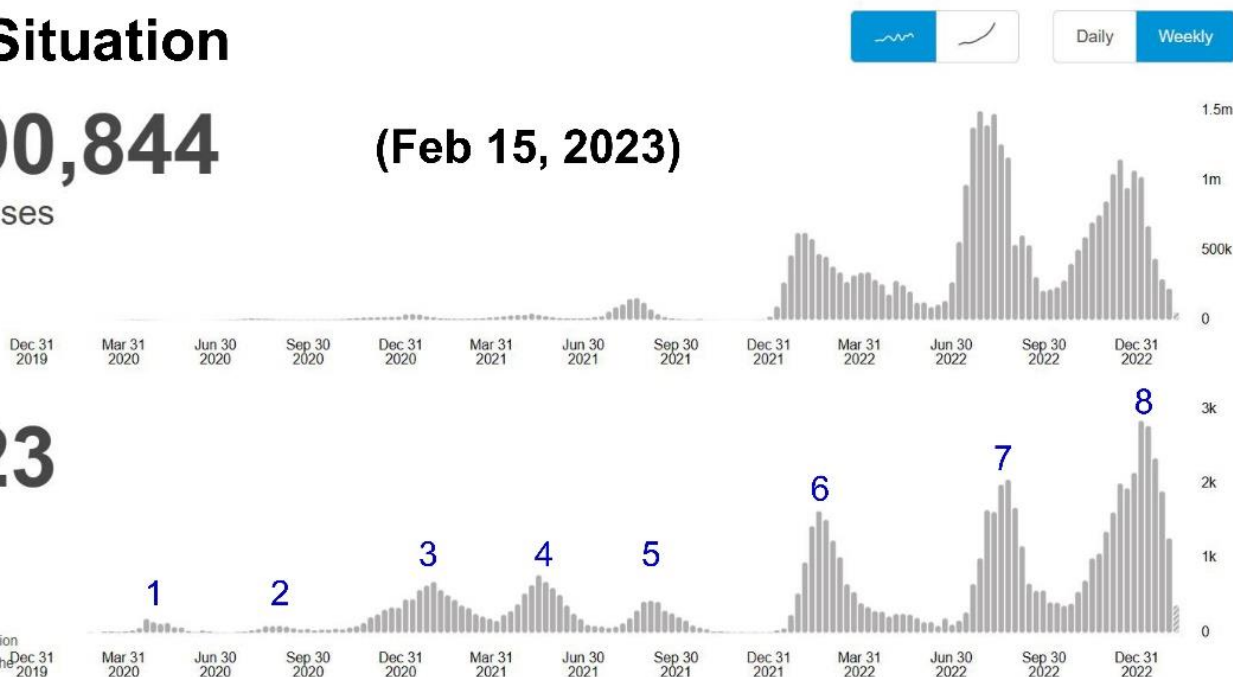 Situation
Daily Weekly
00,844
(Feb 15, 2023)
ses
1.5m
1m
500k
0
Dec 31 Mar 31 Jun 30 Sep 30 Dec 31 Mar 31 Jun 30 Sep 30 Dec 31 Mar 31 Jun 30 Sep 30 Dec 31
2019 2020 2020 2020 2020 2021 2021 2021 2021 2022 2022 2022 2022
23
3k
2k
1k
0
1 2 3 4 5 6 7 8
ion
he
Dec 31 Mar 31 Jun 30 Sep 30 Dec 31 Mar 31 Jun 30 Sep 30 Dec 31 Mar 31 Jun 30 Sep 30 Dec 31
2019 2020 2020 2020 2020 2021 2021 2021 2021 2022 2022 2022 2022